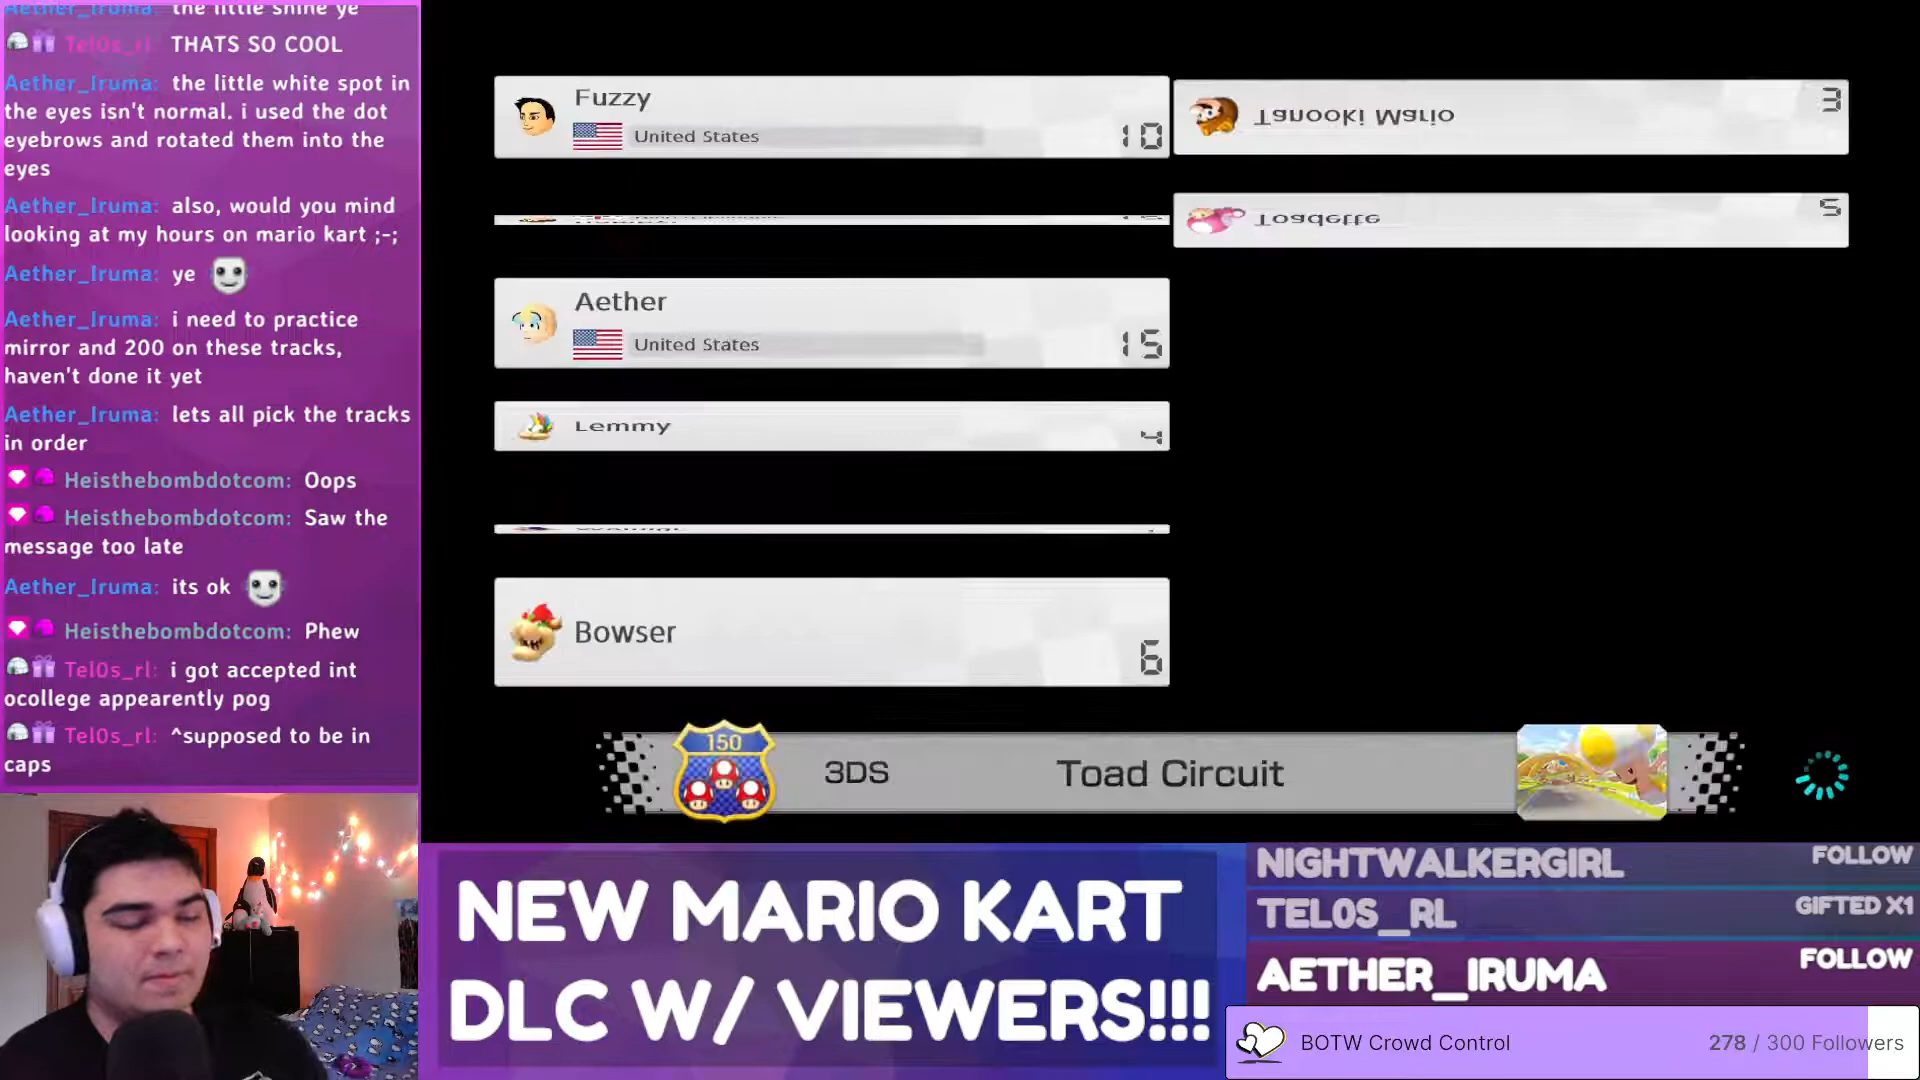 Aether_Iruma: the little shine ye
Tel0s_rl: THATS SO COOL
Aether_Iruma: the little white spot in
the eyes isn't normal. i used the dot
eyebrows and rotated them into the
eyes
Aether_Iruma: also, would you mind
looking at my hours on mario kart ;-;
Aether_Iruma: ye
Aether_Iruma: i need to practice
mirror and 200 on these tracks,
haven't done it yet
Aether_Iruma: lets all pick the tracks
in order
Heisthebombdotcom: Oops
Heisthebombdotcom: Saw the
message too late
Aether_Iruma: its ok
Heisthebombdotcom: Phew
Tel0s_rl: i got accepted int
ocollege appearently pog
Tel0s_rl: ^supposed to be in
caps
Fuzzy
United States 10
Aether
United States 15
Lemmy 4
Bowser
6
Tanooki Mario 3
Toadette 5
150
3DS Toad Circuit
NEW MARIO KART
DLC W/ VIEWERS!!!
NIGHTWALKERGIRL FOLLOW
TEL0S_RL GIFTED X1
AETHER_IRUMA FOLLOW
BOTW Crowd Control 278 / 300 Followers